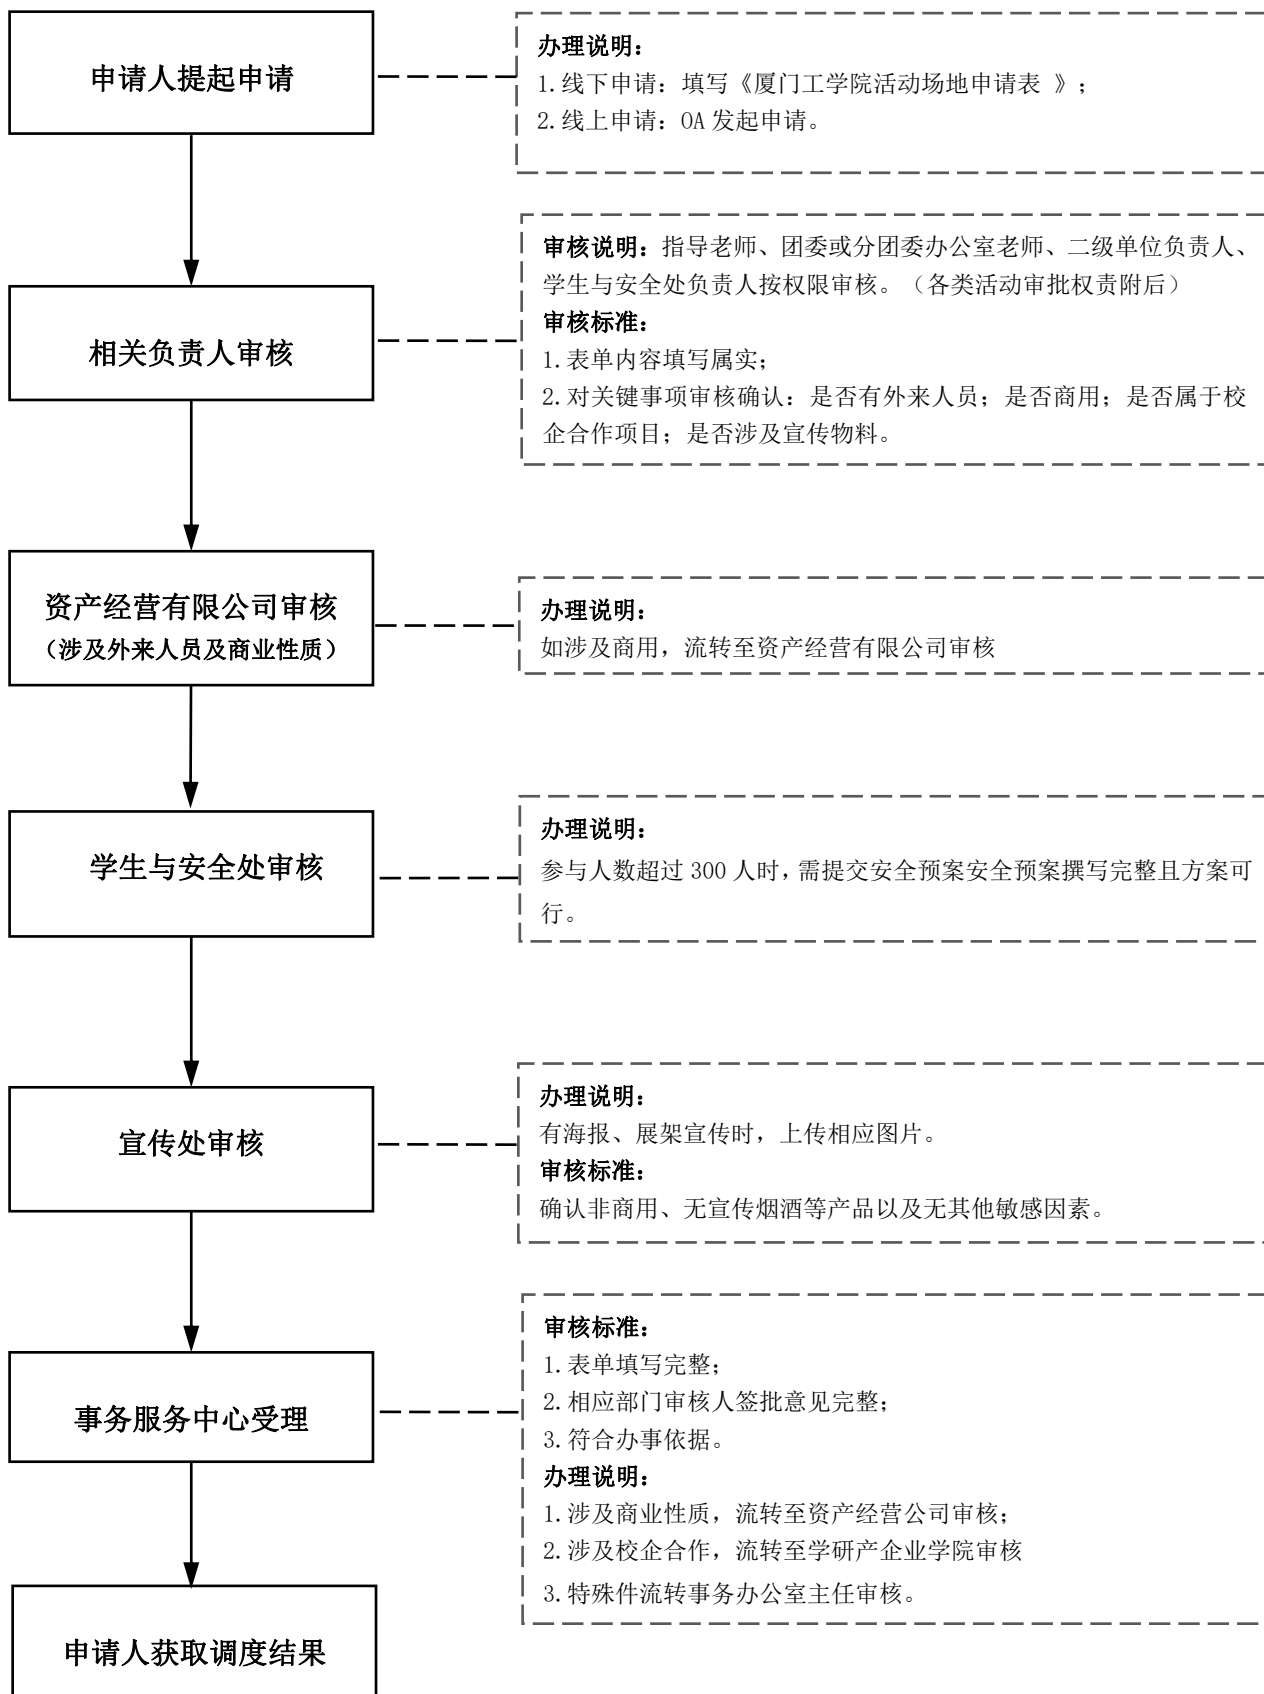 申请人提起申请
办理说明：
1.线下申请：填写《厦门工学院活动场地申请表 》；
2.线上申请：OA 发起申请。
相关负责人审核
审核说明：指导老师、团委或分团委办公室老师、二级单位负责人、
学生与安全处负责人按权限审核。（各类活动审批权责附后）
审核标准：
1.表单内容填写属实；
2.对关键事项审核确认：是否有外来人员；是否商用；是否属于校
企合作项目；是否涉及宣传物料。
资产经营有限公司审核
（涉及外来人员及商业性质）
办理说明：
如涉及商用，流转至资产经营有限公司审核
学生与安全处审核
办理说明：
参与人数超过 300 人时，需提交安全预案安全预案撰写完整且方案可
行。
宣传处审核
办理说明：
有海报、展架宣传时，上传相应图片。
审核标准：
确认非商用、无宣传烟酒等产品以及无其他敏感因素。
事务服务中心受理
审核标准：
1.表单填写完整；
2.相应部门审核人签批意见完整；
3.符合办事依据。
办理说明：
1.涉及商业性质，流转至资产经营公司审核；
2.涉及校企合作，流转至学研产企业学院审核
3.特殊件流转事务办公室主任审核。
申请人获取调度结果